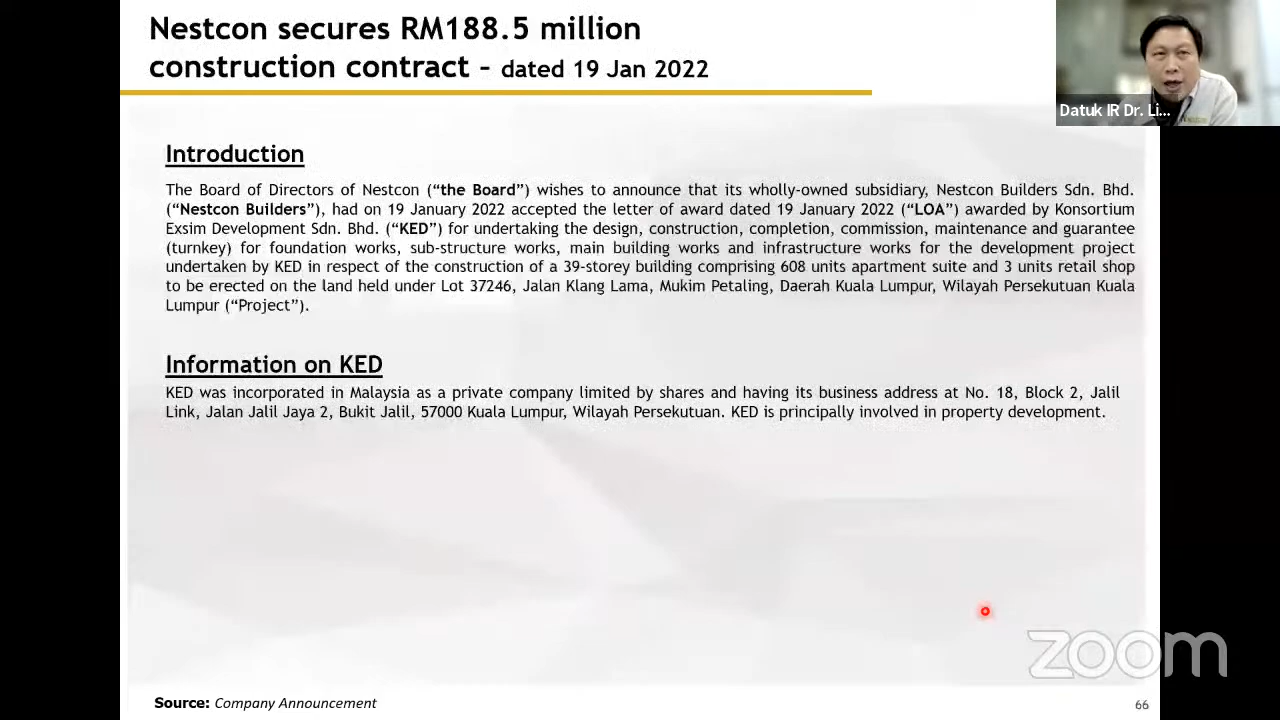 Nestcon secures RM188.5 million
construction contract – dated 19 Jan 2022
Datuk IR Dr. Li...
Introduction
The Board of Directors of Nestcon (“the Board”) wishes to announce that its wholly-owned subsidiary, Nestcon Builders Sdn. Bhd.
(“Nestcon Builders”), had on 19 January 2022 accepted the letter of award dated 19 January 2022 (“LOA”) awarded by Konsortium
Exsim Development Sdn. Bhd. (“KED”) for undertaking the design, construction, completion, commission, maintenance and guarantee
(turnkey) for foundation works, sub-structure works, main building works and infrastructure works for the development project
undertaken by KED in respect of the construction of a 39-storey building comprising 608 units apartment suite and 3 units retail shop
to be erected on the land held under Lot 37246, Jalan Klang Lama, Mukim Petaling, Daerah Kuala Lumpur, Wilayah Persekutuan Kuala
Lumpur (“Project”).
Information on KED
KED was incorporated in Malaysia as a private company limited by shares and having its business address at No. 18, Block 2, Jalil
Link, Jalan Jalil Jaya 2, Bukit Jalil, 57000 Kuala Lumpur, Wilayah Persekutuan. KED is principally involved in property development.
zoom
Source: Company Announcement
66